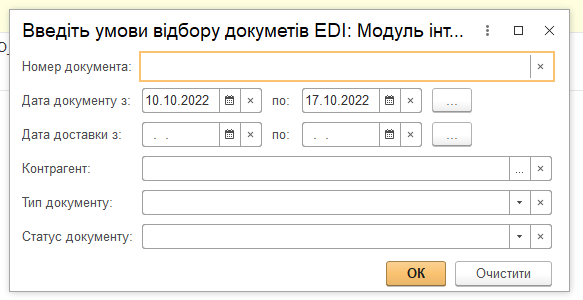 Введіть умови відбору докуметів EDI: Модуль інт...
Номер документа:
Дата документу з: 10.10.2022 по: 17.10.2022 ...
Дата доставки з: . . по: . . ...
Контрагент: ...
Тип документу:
Статус документу:
ОК Очистити